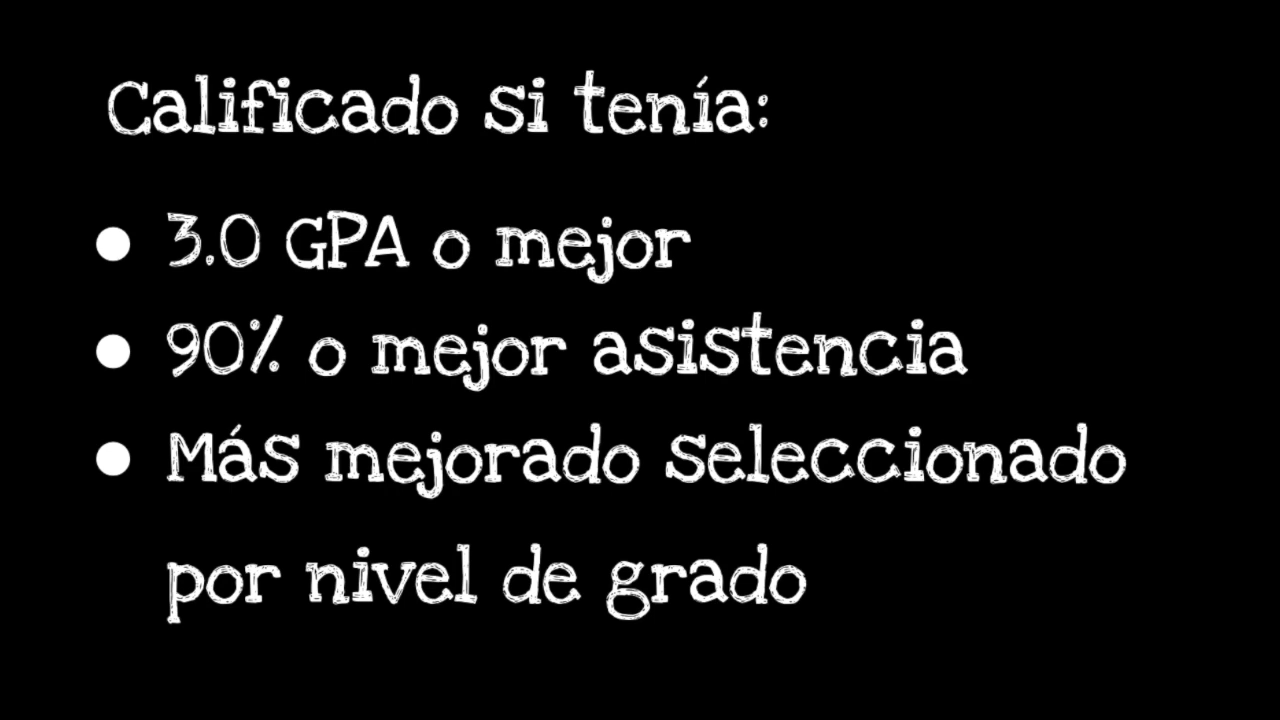 Calificado si tenía:
● 3.0 GPA o mejor
● 90% o mejor asistencia
● Más mejorado seleccionado
por nivel de grado